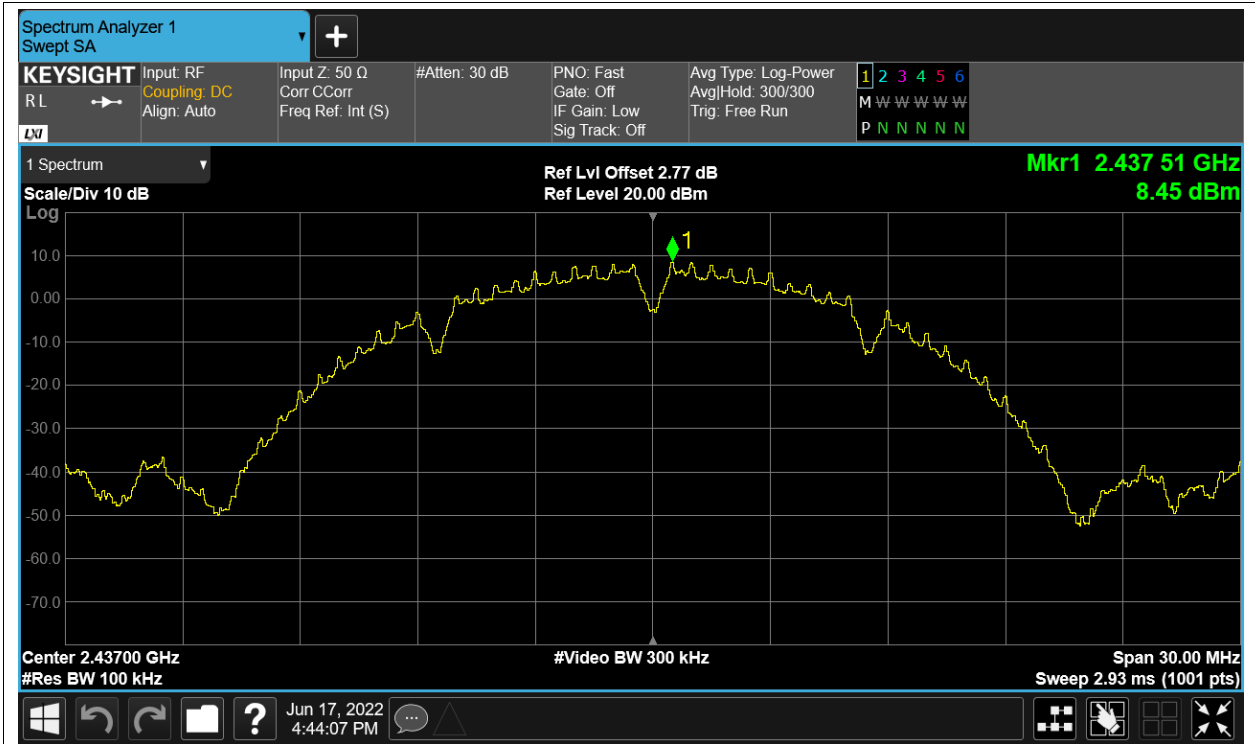 Spectrum Analyzer 1
Swept SA
KEYSIGHT
R L
LXI
Input: RF
Coupling: DC
Align: Auto
Input Z: 50 Ω
Corr CCorr
Freq Ref: Int (S)
#Atten: 30 dB
PNO: Fast
Gate: Off
IF Gain: Low
Sig Track: Off
Avg Type: Log-Power
Avg|Hold: 300/300
Trig: Free Run
1 2 3 4 5 6
M W W W W W
P N N N N N
1 Spectrum
Scale/Div 10 dB
Log
Ref Lvl Offset 2.77 dB
Ref Level 20.00 dBm
Mkr1 2.437 51 GHz
8.45 dBm
1
10.0
0.00
-10.0
-20.0
-30.0
-40.0
-50.0
-60.0
-70.0
Center 2.43700 GHz
#Res BW 100 kHz
#Video BW 300 kHz
Span 30.00 MHz
Sweep 2.93 ms (1001 pts)
?
Jun 17, 2022
4:44:07 PM